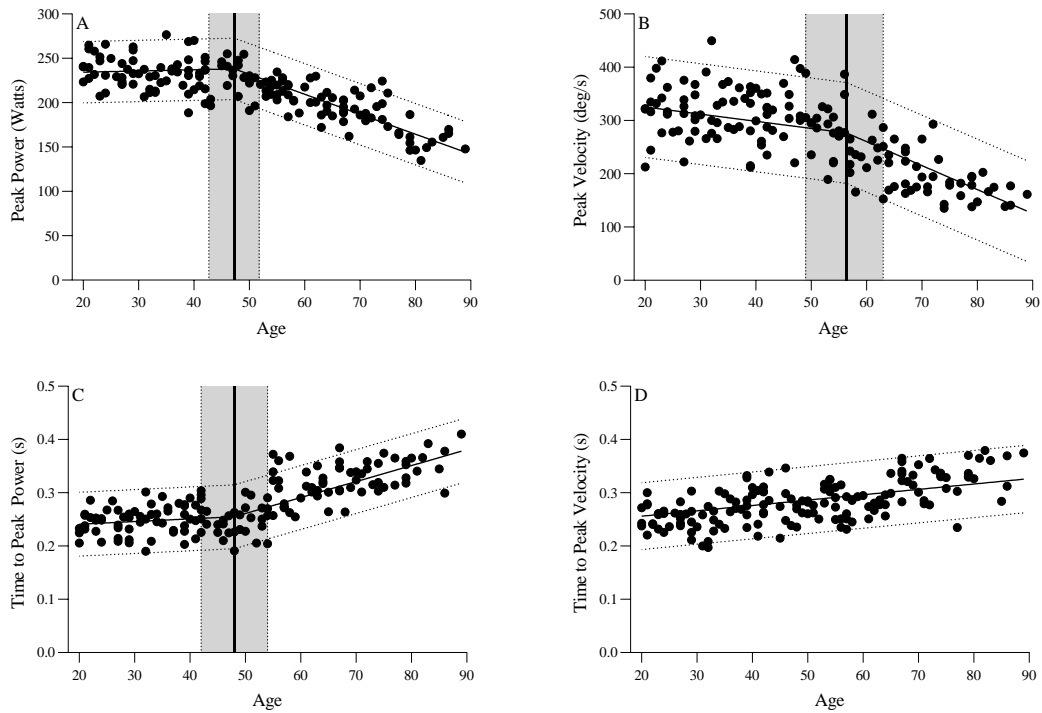 A
Peak Power (Watts)
300
250
200
150
100
50
0
20 30 40 50 60 70 80 90
Age
B
Peak Velocity (deg/s)
500
400
300
200
100
0
20 30 40 50 60 70 80 90
Age
C
Time to Peak Power (s)
0.5
0.4
0.3
0.2
0.1
0.0
20 30 40 50 60 70 80 90
Age
D
Time to Peak Velocity (s)
0.5
0.4
0.3
0.2
0.1
0.0
20 30 40 50 60 70 80 90
Age